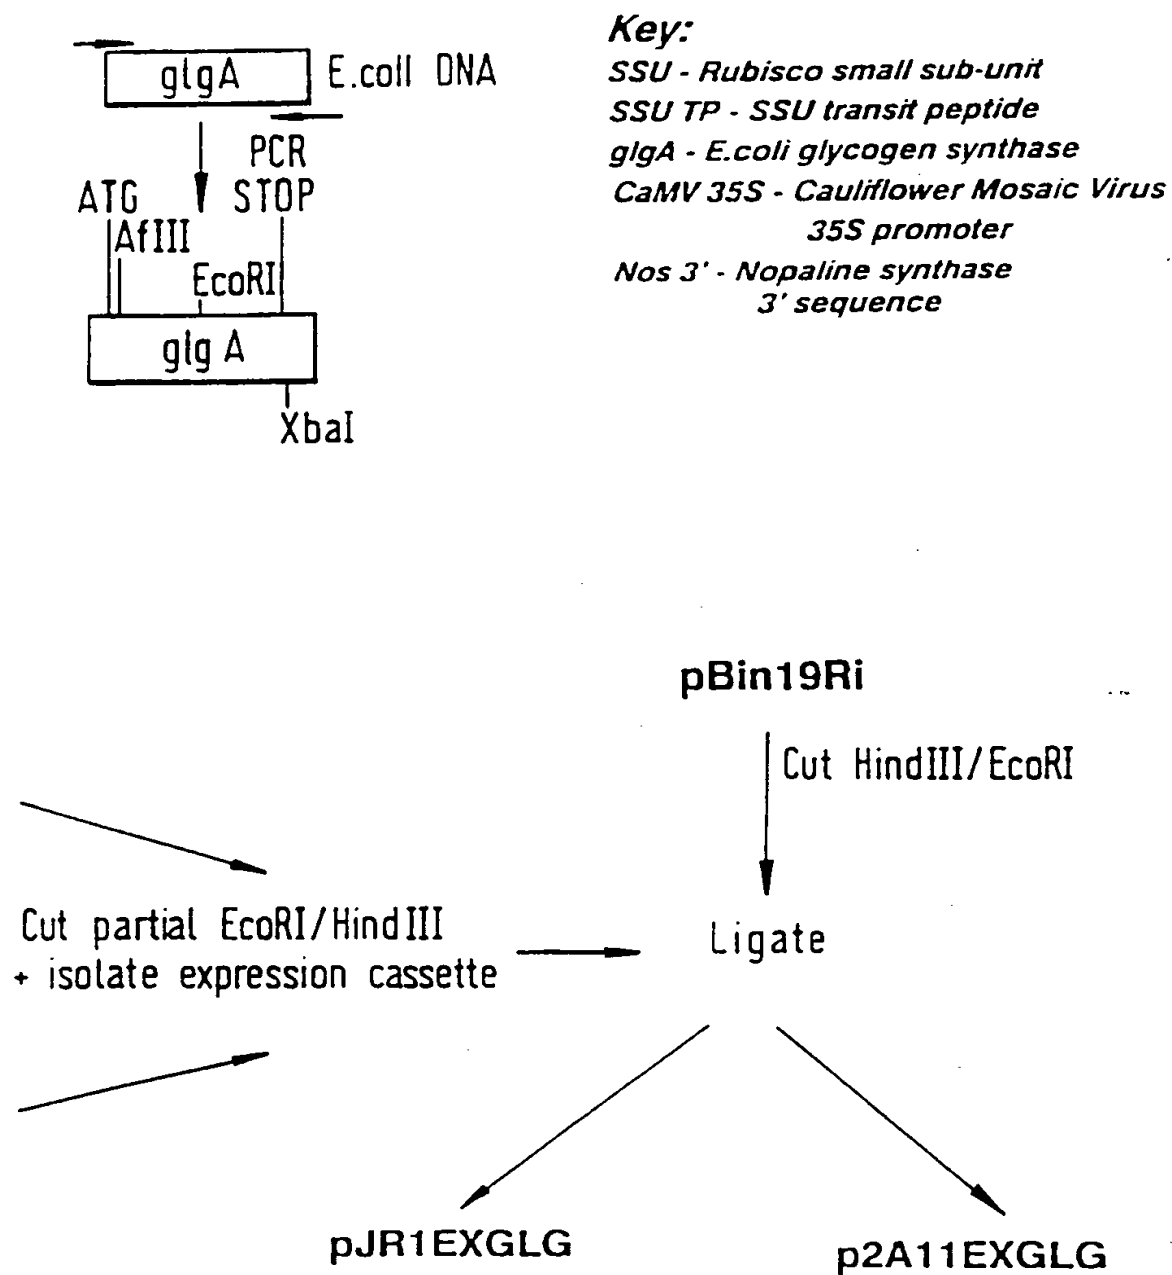 glgA
E.coli DNA
PCR
ATG
STOP
AflII
EcoRI
glg A
XbaI
Key:
SSU - Rubisco small sub-unit
SSU TP - SSU transit peptide
glgA - E.coli glycogen synthase
CaMV 35S - Cauliflower Mosaic Virus
35S promoter
Nos 3' - Nopaline synthase
3' sequence
pBin19Ri
Cut HindIII/EcoRI
Cut partial EcoRI/HindIII
+ isolate expression cassette
Ligate
pJR1EXGLG
p2A11EXGLG